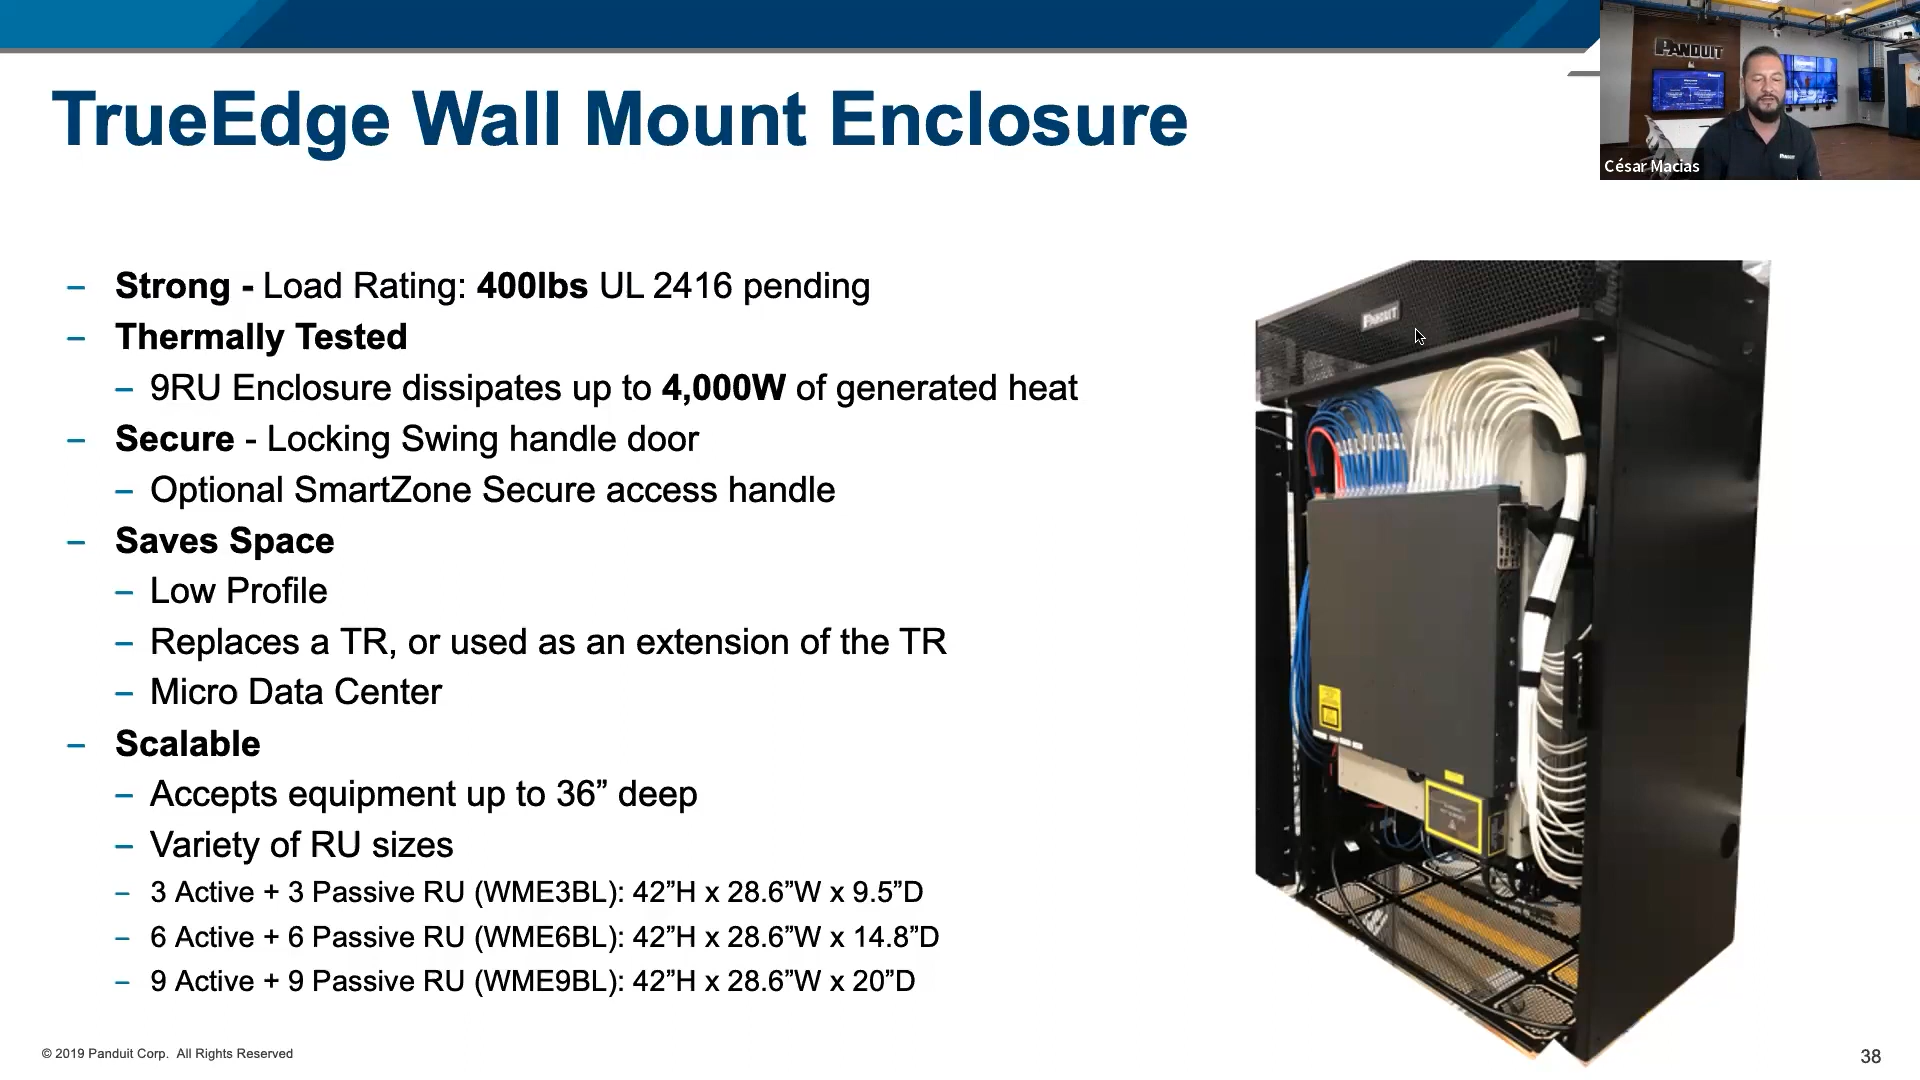 PANDUIT
César Macias
TrueEdge Wall Mount Enclosure
– Strong - Load Rating: 400lbs UL 2416 pending
– Thermally Tested
– 9RU Enclosure dissipates up to 4,000W of generated heat
– Secure - Locking Swing handle door
– Optional SmartZone Secure access handle
– Saves Space
– Low Profile
– Replaces a TR, or used as an extension of the TR
– Micro Data Center
– Scalable
– Accepts equipment up to 36” deep
– Variety of RU sizes
– 3 Active + 3 Passive RU (WME3BL): 42”H x 28.6”W x 9.5”D
– 6 Active + 6 Passive RU (WME6BL): 42”H x 28.6”W x 14.8”D
– 9 Active + 9 Passive RU (WME9BL): 42”H x 28.6”W x 20”D
PANDUIT
© 2019 Panduit Corp. All Rights Reserved
38